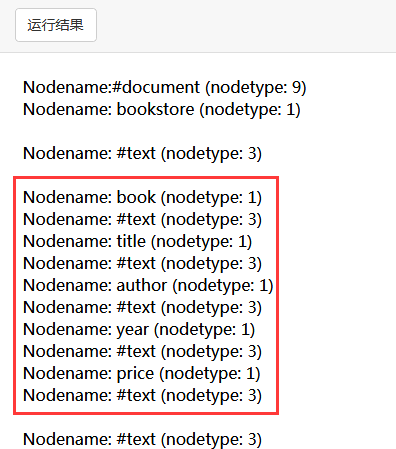 运行结果
Nodename:#document (nodetype: 9)
Nodename: bookstore (nodetype: 1)
Nodename: #text (nodetype: 3)
Nodename: book (nodetype: 1)
Nodename: #text (nodetype: 3)
Nodename: title (nodetype: 1)
Nodename: #text (nodetype: 3)
Nodename: author (nodetype: 1)
Nodename: #text (nodetype: 3)
Nodename: year (nodetype: 1)
Nodename: #text (nodetype: 3)
Nodename: price (nodetype: 1)
Nodename: #text (nodetype: 3)
Nodename: #text (nodetype: 3)